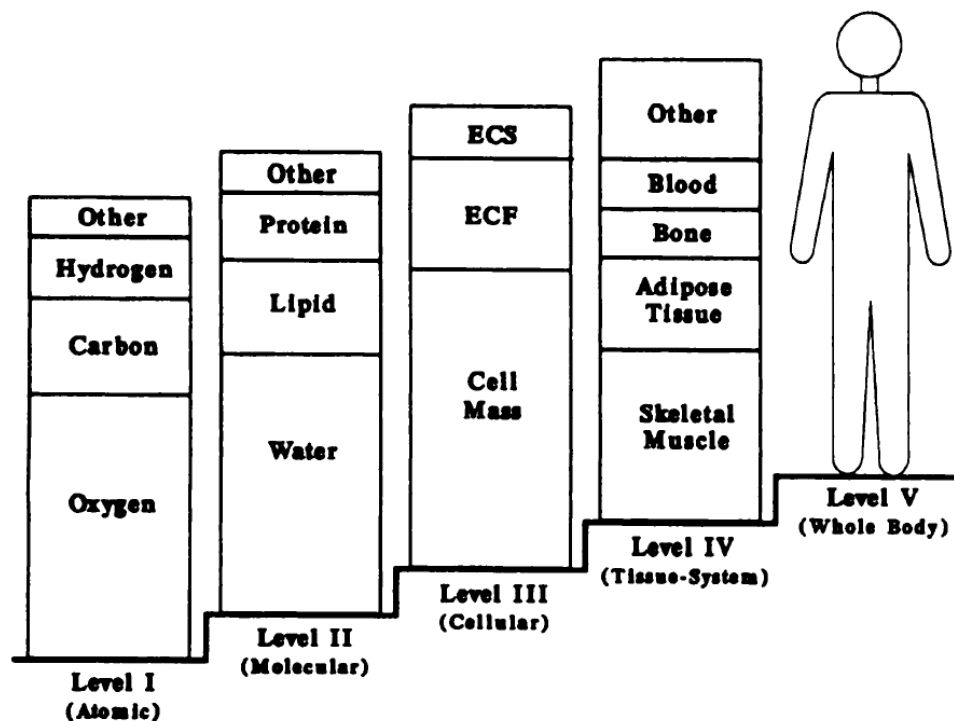 Other
Hydrogen
Carbon
Oxygen
Level I
(Atomic)
Other
Protein
Lipid
Water
Level II
(Molecular)
ECS
ECF
Cell
Mass
Level III
(Cellular)
Other
Blood
Bone
Adipose
Tissue
Skeletal
Muscle
Level IV
(Tissue-System)
Level V
(Whole Body)